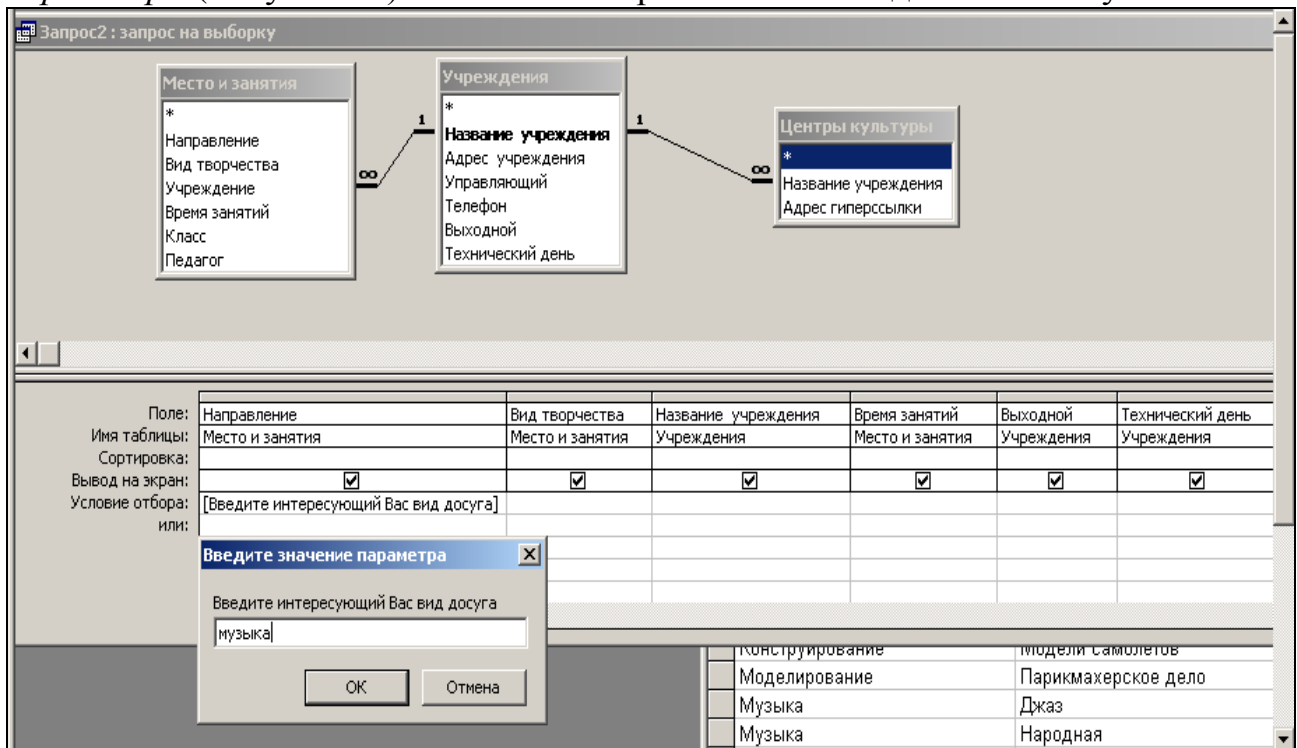 Запрос2 : запрос на выборку
Место и занятия
*
Направление
Вид творчества
Учреждение
Время занятий
Класс
Педагог
∞
1
Учреждения
*
Название учреждения
Адрес учреждения
Управляющий
Телефон
Выходной
Технический день
1
∞
Центры культуры
*
Название учреждения
Адрес гиперссылки
Поле: Направление Вид творчества Название учреждения Время занятий Выходной Технический день
Имя таблицы: Место и занятия Место и занятия Учреждения Место и занятия Учреждения Учреждения
Сортировка:
Вывод на экран:
Условие отбора: [Введите интересующий Вас вид досуга]
или:
Введите значение параметра
Введите интересующий Вас вид досуга
музыка
ОК Отмена
Конструирование Модели самолетов
Моделирование Парикмахерское дело
Музыка Джаз
Музыка Народная